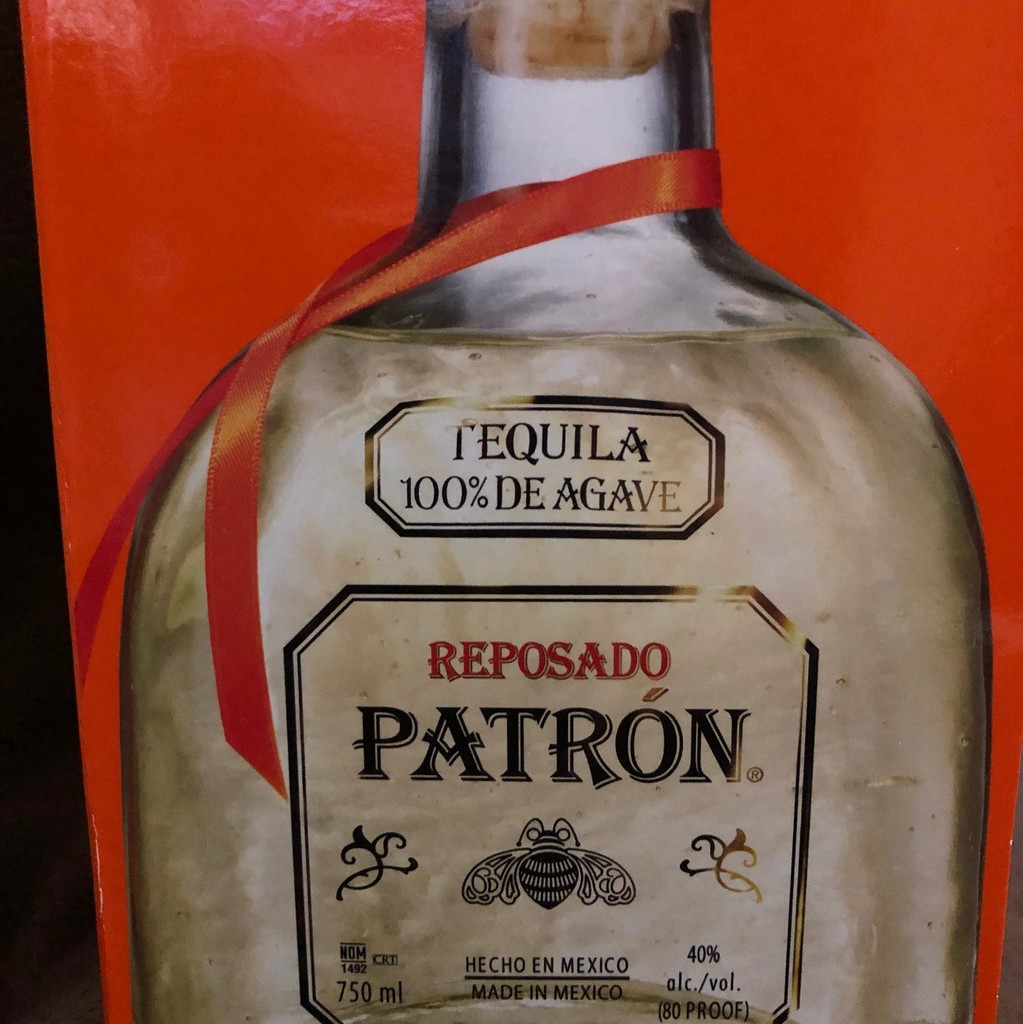 TEQUILA
100% DE AGAVE
REPOSADO
PATRÓN®
NOM CRT
1492
750 ml
HECHO EN MEXICO
MADE IN MEXICO
40%
alc./vol.
(80 PROOF)